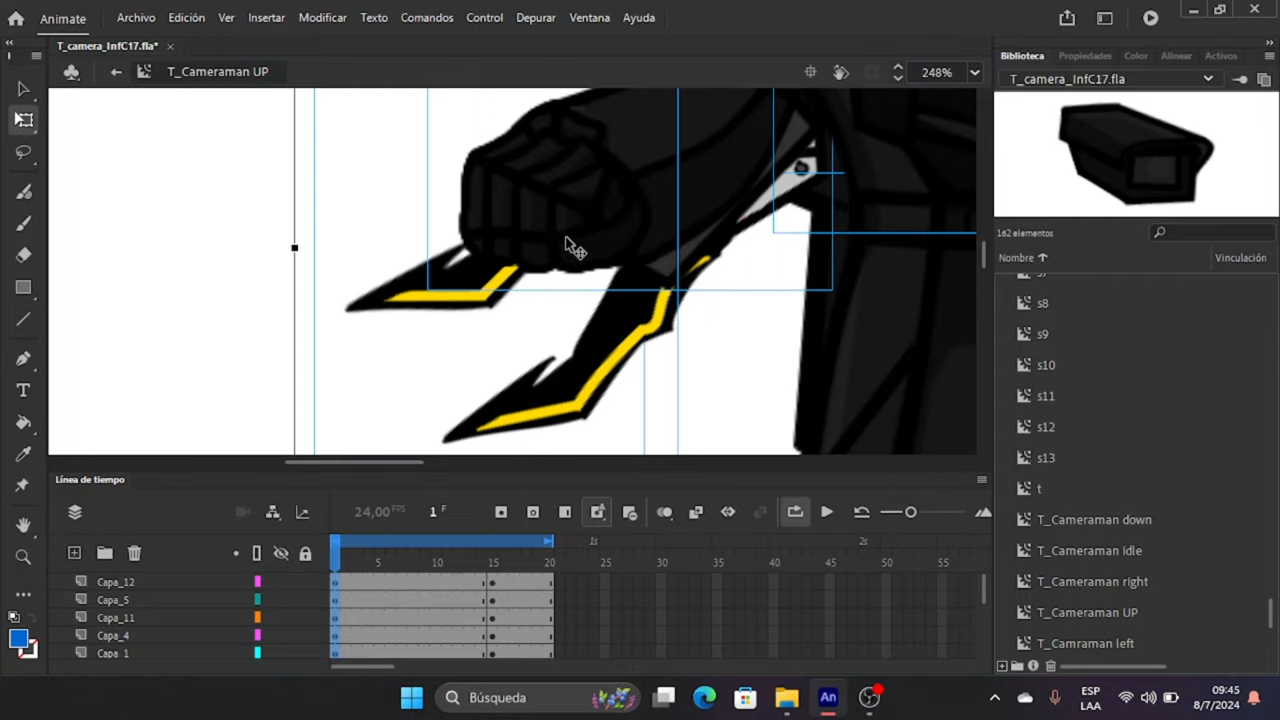 Animate Archivo Edición Ver Insertar Modificar Texto Comandos Control Depurar Ventana Ayuda
T_camera_InfC17.fla* ×
T_Cameraman UP 248%
Biblioteca Propiedades Color Alinear Activos
T_camera_InfC17.fla
162 elementos
Nombre Vinculación
s8
s9
s10
s11
s12
s13
t
T_Cameraman down
T_Cameraman Idle
T_Cameraman right
T_Cameraman UP
T_Camraman left
Línea de tiempo
24,00 FPS 1 F
1s 2s
5 10 15 20 25 30 35 40 45 50 55
Capa_12
Capa_5
Capa_11
Capa_4
Capa_1
T
An
Búsqueda
An
ESP
LAA
09:45
8/7/2024